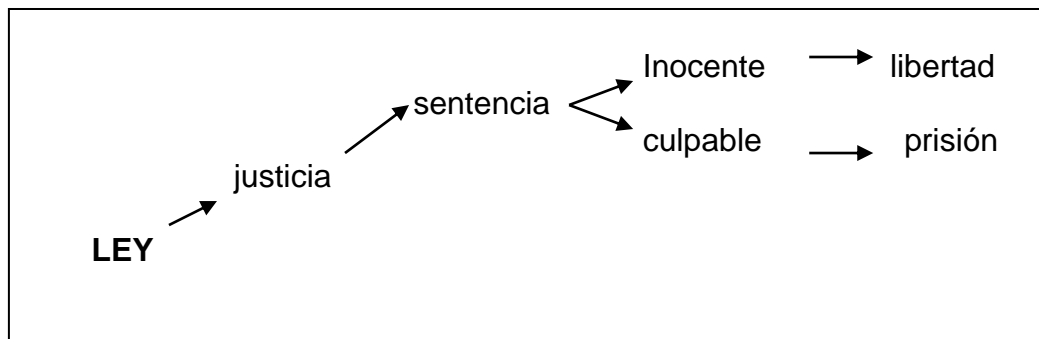 Inocente libertad
sentencia
culpable prisión
justicia
LEY